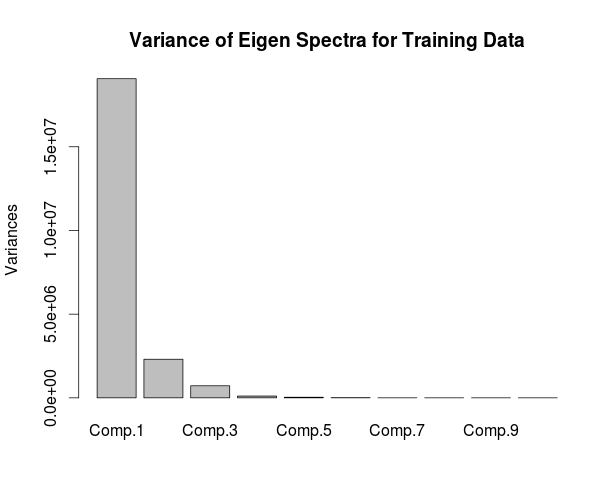 Variance of Eigen Spectra for Training Data
Variances
1.5e+07
1.0e+07
5.0e+06
0.0e+00
Comp.1 Comp.3 Comp.5 Comp.7 Comp.9